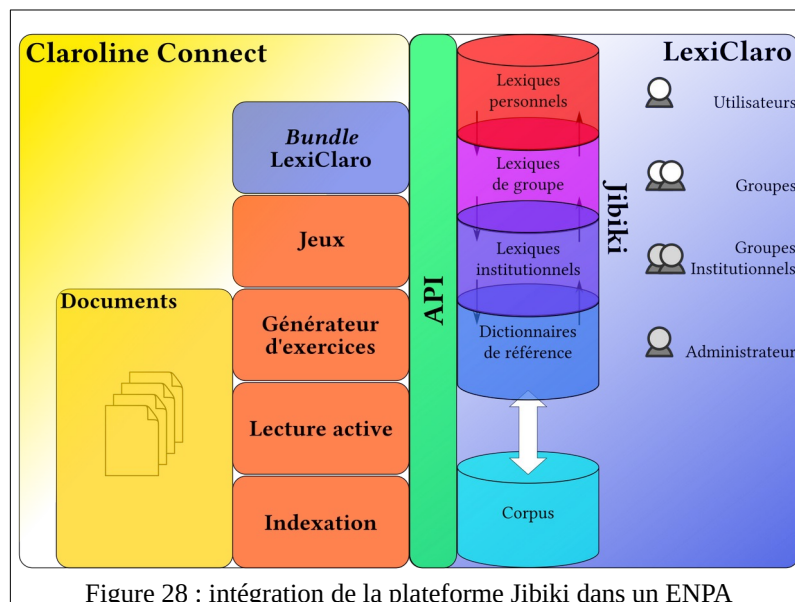 Claroline Connect
LexiClaro
Bundle
LexiClaro
Jeux
Documents
Générateur
d'exercices
Lecture active
Indexation
API
Lexiques
personnels
Lexiques
de groupe
Lexiques
institutionnels
Dictionnaires
de référence
Corpus
Jibiki
Utilisateurs
Groupes
Groupes
Institutionnels
Administrateur
Figure 28 : intégration de la plateforme Jibiki dans un ENPA